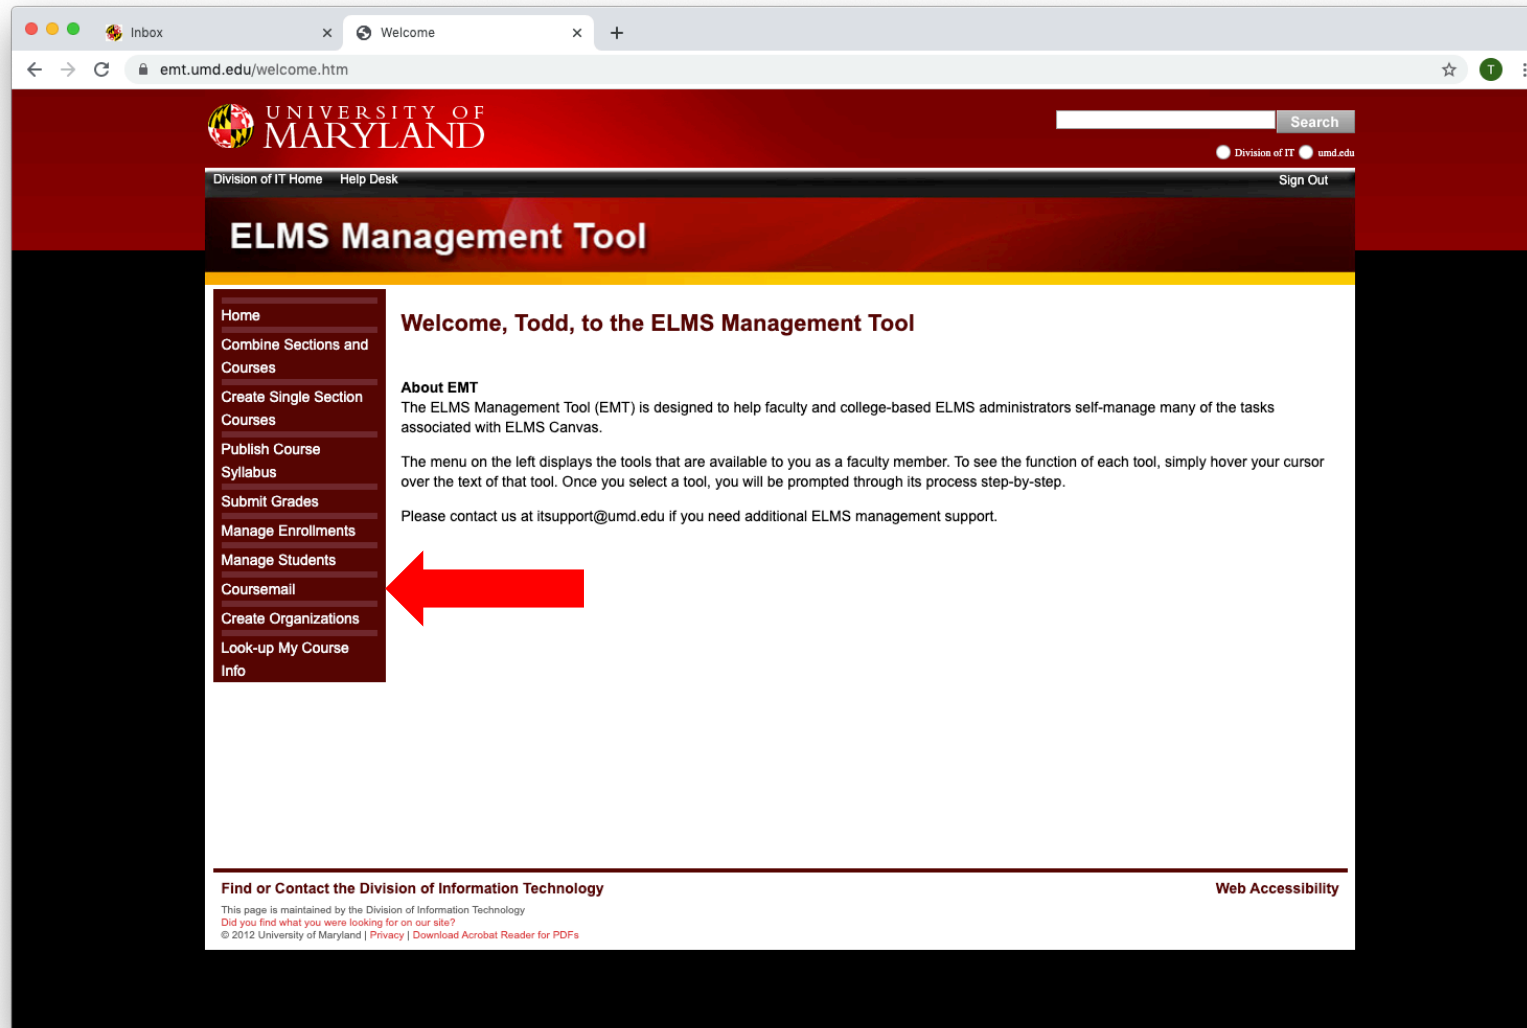 Inbox
Welcome
emt.umd.edu/welcome.htm
T
UNIVERSITY OF
MARYLAND
Search
Division of IT umd.edu
Division of IT Home Help Desk Sign Out
ELMS Management Tool
Home
Combine Sections and
Courses
Create Single Section
Courses
Publish Course
Syllabus
Submit Grades
Manage Enrollments
Manage Students
Coursemail
Create Organizations
Look-up My Course
Info
Welcome, Todd, to the ELMS Management Tool
About EMT
The ELMS Management Tool (EMT) is designed to help faculty and college-based ELMS administrators self-manage many of the tasks
associated with ELMS Canvas.
The menu on the left displays the tools that are available to you as a faculty member. To see the function of each tool, simply hover your cursor
over the text of that tool. Once you select a tool, you will be prompted through its process step-by-step.
Please contact us at itsupport@umd.edu if you need additional ELMS management support.
Find or Contact the Division of Information Technology Web Accessibility
This page is maintained by the Division of Information Technology
Did you find what you were looking for on our site?
© 2012 University of Maryland | Privacy | Download Acrobat Reader for PDFs